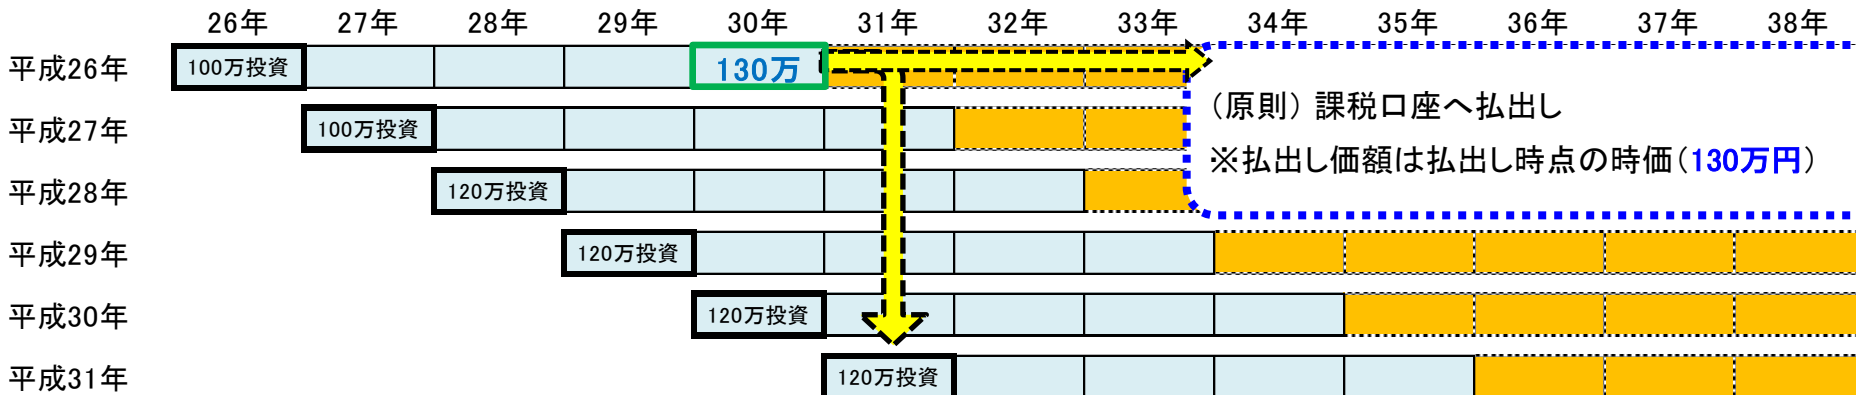 26年 27年 28年 29年 30年 31年 32年 33年 34年 35年 36年 37年 38年
平成26年 100万投資 130万
(原則) 課税口座へ払出し
平成27年 100万投資
※払出し価額は払出し時点の時価(130万円)
平成28年 120万投資
平成29年 120万投資
平成30年 120万投資
平成31年 120万投資